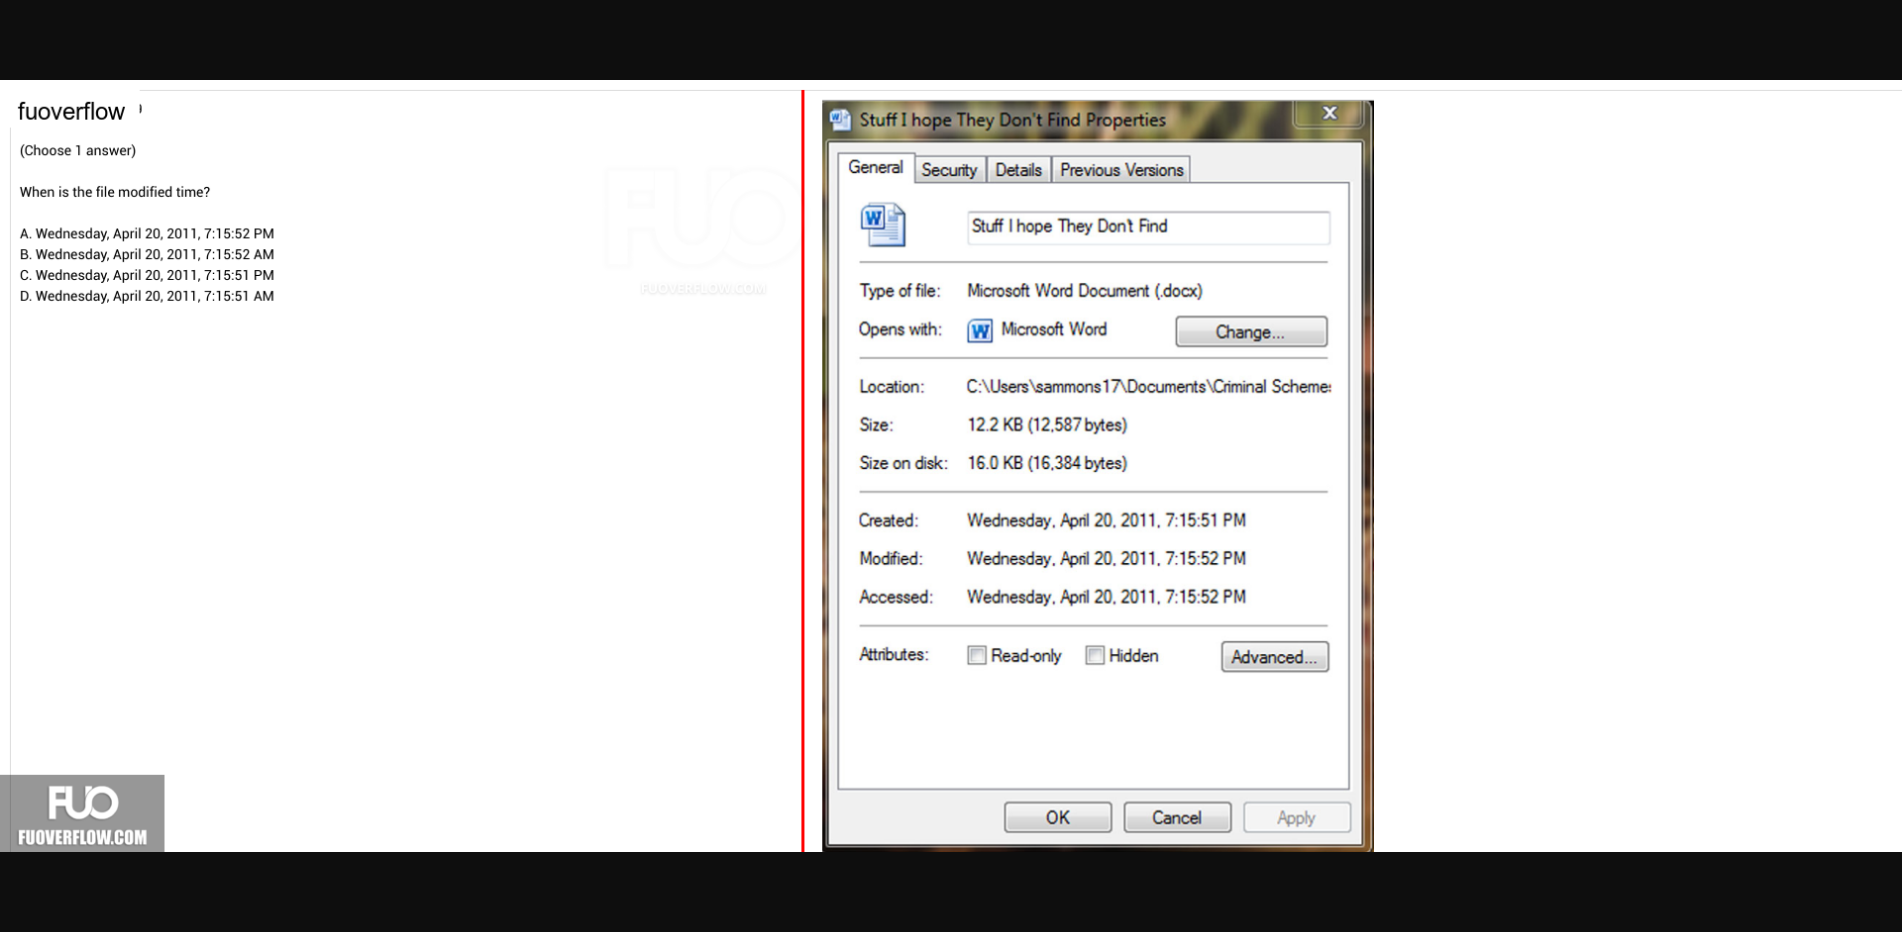 fuoverflow
(Choose 1 answer)
When is the file modified time?
A. Wednesday, April 20, 2011, 7:15:52 PM
B. Wednesday, April 20, 2011, 7:15:52 AM
C. Wednesday, April 20, 2011, 7:15:51 PM
D. Wednesday, April 20, 2011, 7:15:51 AM
FUO
FUOVERFLOW.COM
FUO
FUOVERFLOW.COM
Stuff I hope They Don't Find Properties
General Security Details Previous Versions
Stuff I hope They Don't Find
Type of file: Microsoft Word Document (.docx)
Opens with: Microsoft Word Change...
Location: C:\Users\sammons17\Documents\Criminal Schemes
Size: 12.2 KB (12,587 bytes)
Size on disk: 16.0 KB (16,384 bytes)
Created: Wednesday, April 20, 2011, 7:15:51 PM
Modified: Wednesday, April 20, 2011, 7:15:52 PM
Accessed: Wednesday, April 20, 2011, 7:15:52 PM
Attributes: Read-only Hidden Advanced...
OK Cancel Apply